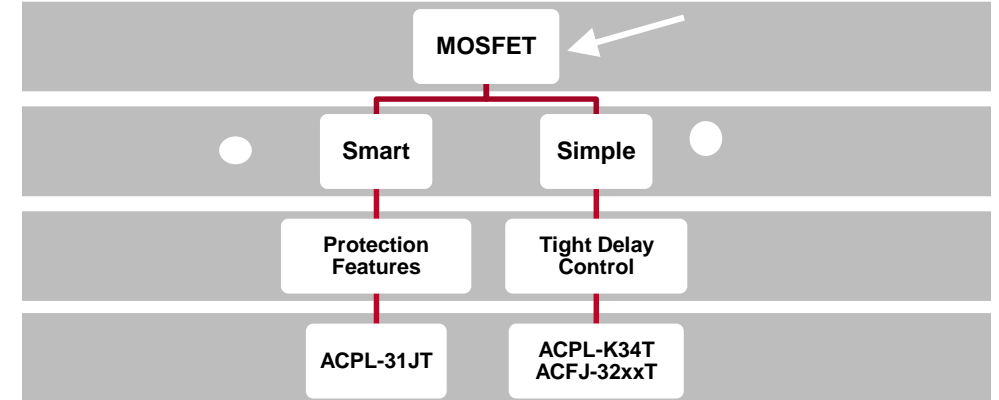 MOSFET
Smart
Simple
Protection
Features
Tight Delay
Control
ACPL-31JT
ACPL-K34T
ACFJ-32xxT